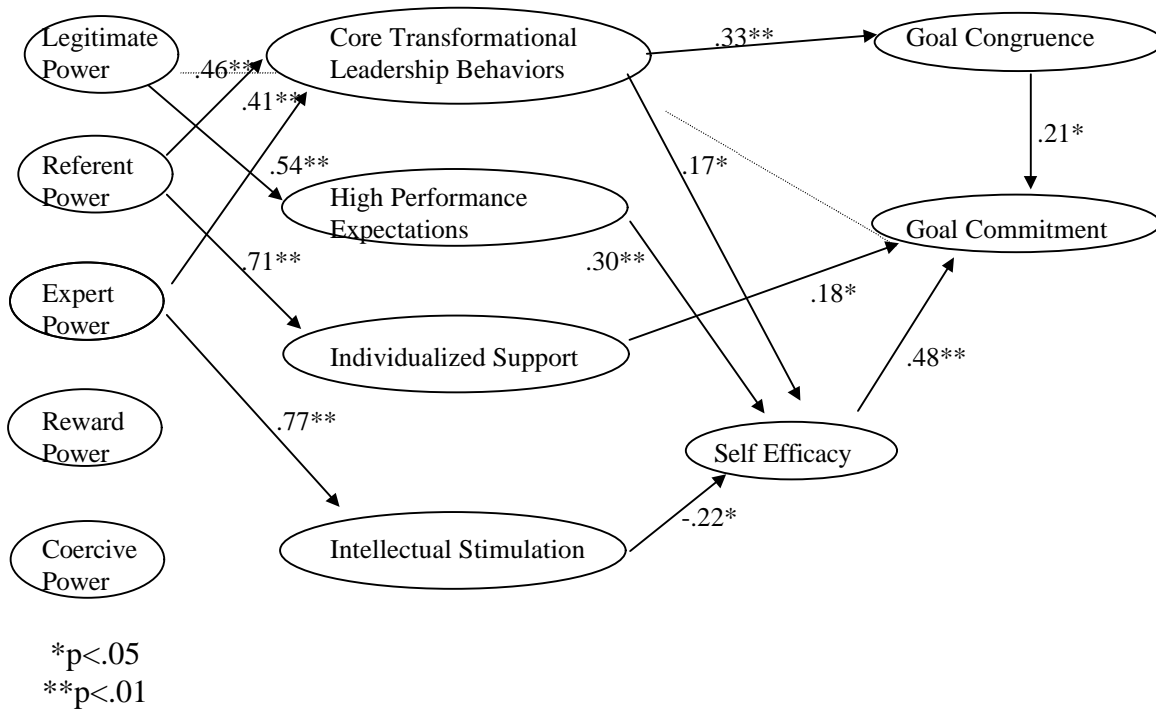 Legitimate
Power
Core Transformational
Leadership Behaviors
Goal Congruence
.33**
.46**
.41**
.21*
Referent
Power
.54**
.17*
High Performance
Expectations
Goal Commitment
.71**
.30**
.18*
Expert
Power
Individualized Support
.48**
Reward
Power
.77**
Self Efficacy
-.22*
Coercive
Power
Intellectual Stimulation
*p<.05
**p<.01